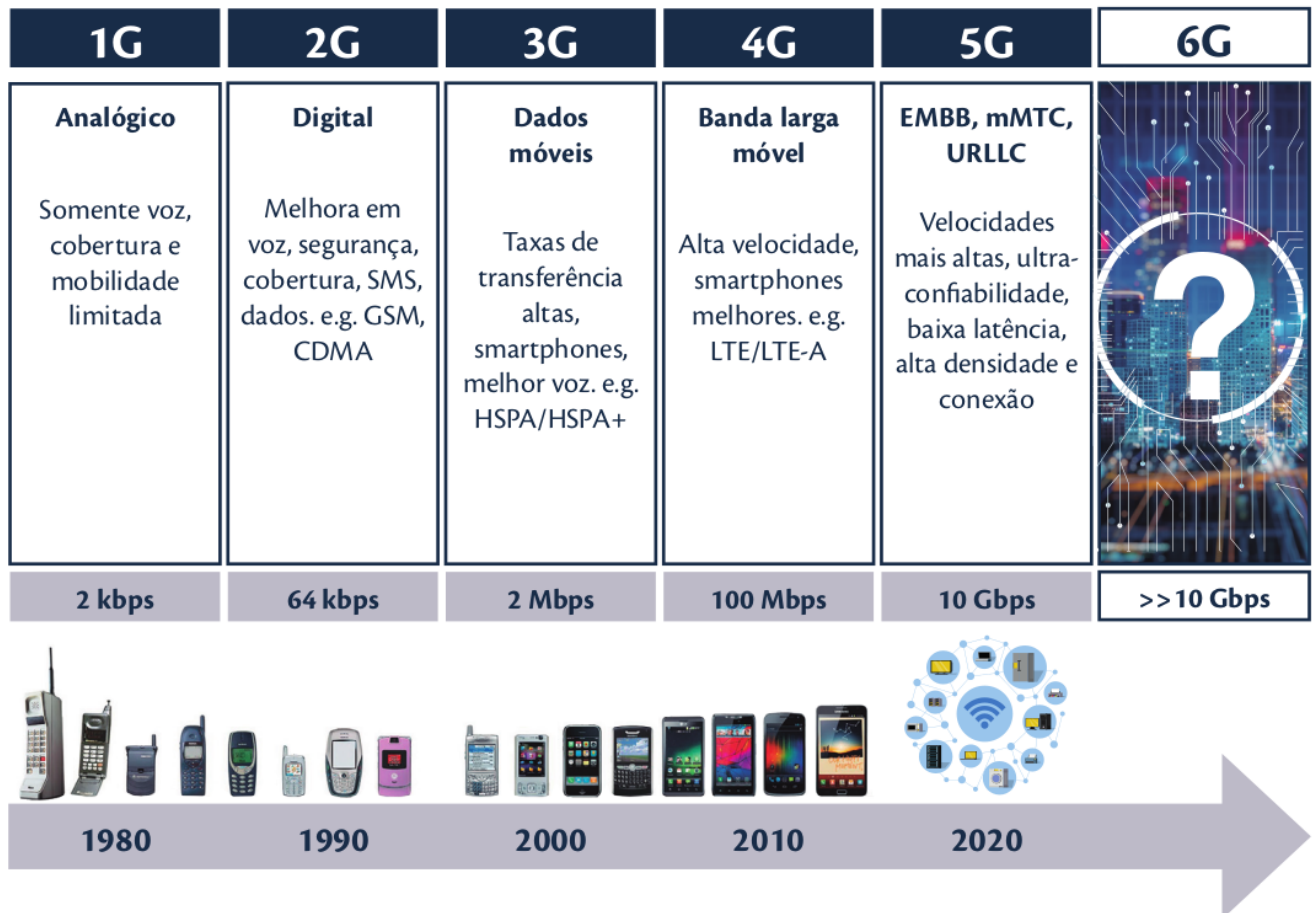 1G
2G
3G
4G
5G
6G
Analógico
Somente voz,
cobertura e
mobilidade
limitada
Digital
Melhora em
voz, segurança,
cobertura, SMS,
dados. e.g. GSM,
CDMA
Dados
móveis
Taxas de
transferência
altas,
smartphones,
melhor voz. e.g.
HSPA/HSPA+
Banda larga
móvel
Alta velocidade,
smartphones
melhores. e.g.
LTE/LTE-A
EMBB, mMTC,
URLLC
Velocidades
mais altas, ultra-
confiabilidade,
baixa latência,
alta densidade e
conexão
?
2 kbps
64 kbps
2 Mbps
100 Mbps
10 Gbps
>>10 Gbps
1980
1990
2000
2010
2020